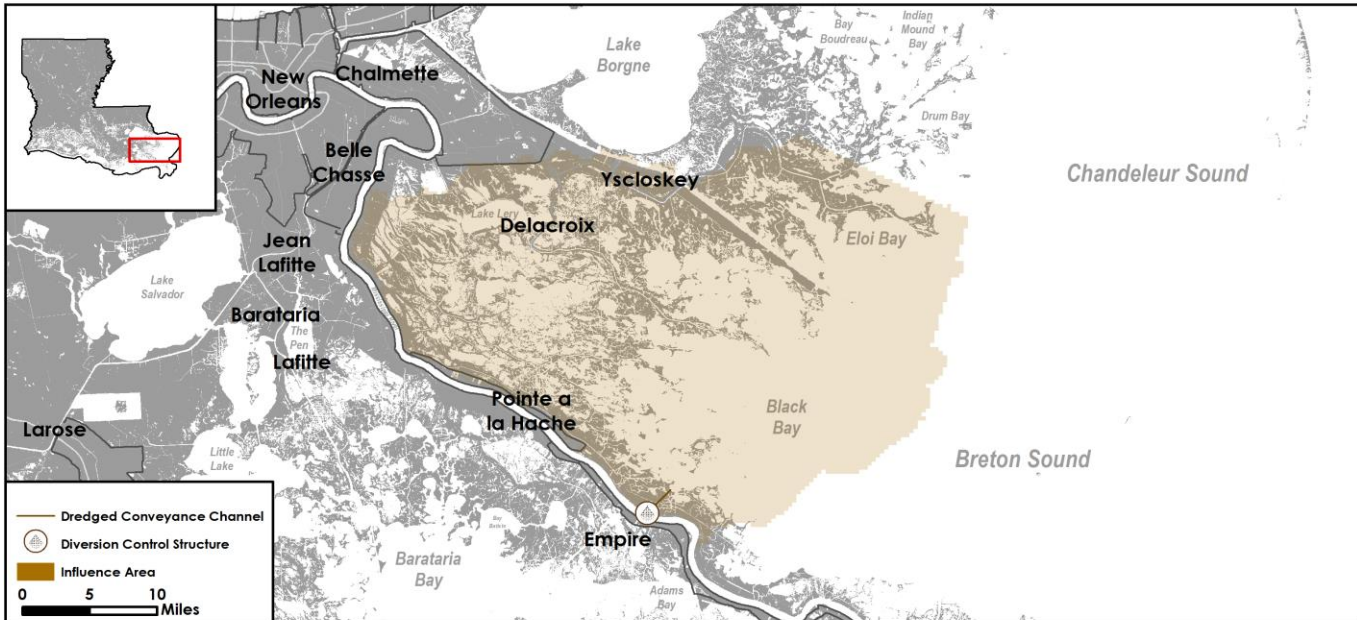 Lake
Borgne
Bay
Boudreau
Indian
Mound
Bay
New
Orleans
Chalmette
Drum Bay
Belle
Chasse
Yscloskey
Chandeleur Sound
Lake Lery
Delacroix
Eloi Bay
Jean
Lafitte
Lake
Salvador
Barataria
The
Pen
Lafitte
Pointe a
la Hache
Black
Bay
Larose
Little
Lake
Breton Sound
Empire
Barataria
Bay
Adams
Bay
Dredged Conveyance Channel
Diversion Control Structure
Influence Area
0 5 10
Miles